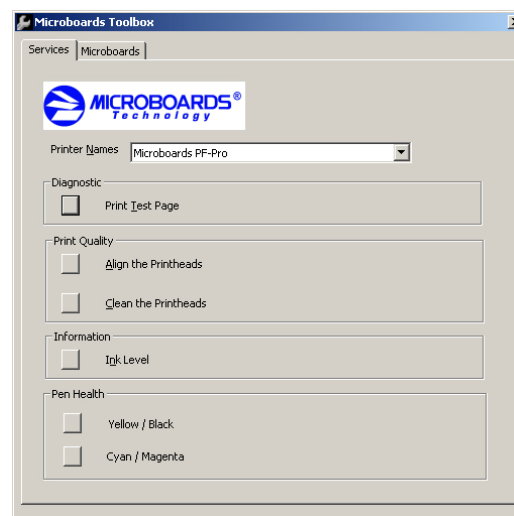 Microboards Toolbox
Services Microboards
MICROBOARDS®
Technology
Printer Names Microboards PF-Pro
Diagnostic
Print Test Page
Print Quality
Align the Printheads
Clean the Printheads
Information
Ink Level
Pen Health
Yellow / Black
Cyan / Magenta